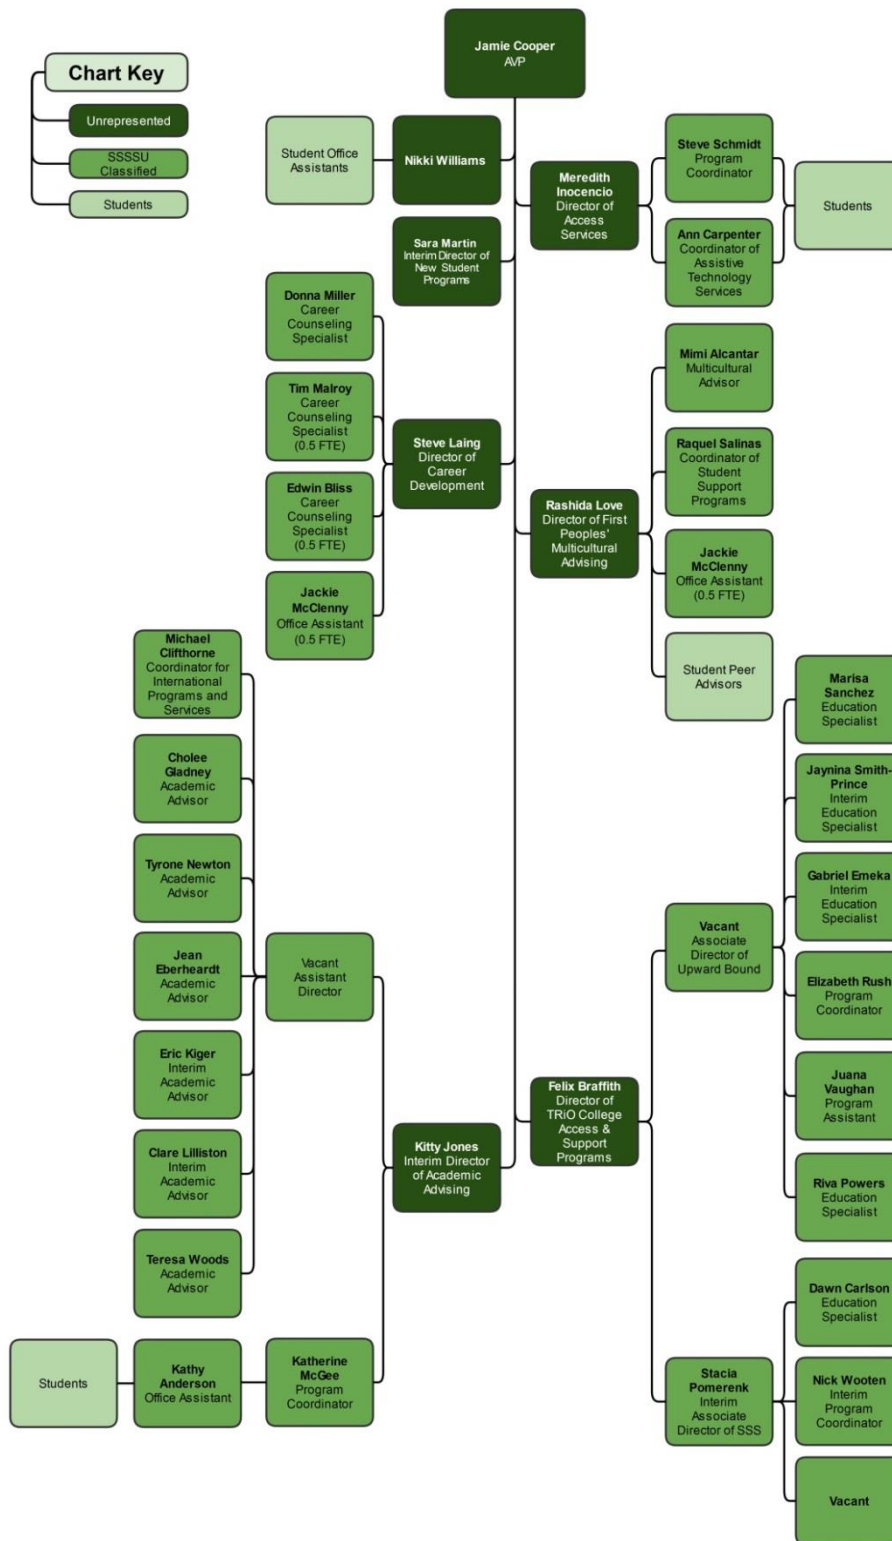 Jamie Cooper
AVP
Chart Key
Unrepresented
SSSSU
Classified
Students
Student Office
Assistants
Nikki Williams
Sara Martin
Interim Director of
New Student
Programs
Meredith
Inocencio
Director of
Access
Services
Steve Schmidt
Program
Coordinator
Ann Carpenter
Coordinator of
Assistive
Technology
Services
Students
Donna Miller
Career
Counseling
Specialist
Tim Malroy
Career
Counseling
Specialist
(0.5 FTE)
Edwin Bliss
Career
Counseling
Specialist
(0.5 FTE)
Jackie
McClenny
Office Assistant
(0.5 FTE)
Steve Laing
Director of
Career
Development
Rashida Love
Director of First
Peoples'
Multicultural
Advising
Mimi Alcantar
Multicultural
Advisor
Raquel Salinas
Coordinator of
Student
Support
Programs
Jackie
McClenny
Office Assistant
(0.5 FTE)
Student Peer
Advisors
Michael
Clifthorne
Coordinator for
International
Programs and
Services
Cholee
Gladney
Academic
Advisor
Tyrone Newton
Academic
Advisor
Jean
Eberheardt
Academic
Advisor
Eric Kiger
Interim
Academic
Advisor
Clare Lilliston
Interim
Academic
Advisor
Teresa Woods
Academic
Advisor
Vacant
Assistant
Director
Kitty Jones
Interim Director
of Academic
Advising
Students
Kathy
Anderson
Office Assistant
Katherine
McGee
Program
Coordinator
Felix Braffith
Director of
TRiO College
Access &
Support
Programs
Vacant
Associate
Director of
Upward Bound
Marisa
Sanchez
Education
Specialist
Jaynina Smith-
Prince
Interim
Education
Specialist
Gabriel Emeka
Interim
Education
Specialist
Elizabeth Rush
Program
Coordinator
Juana
Vaughan
Program
Assistant
Riva Powers
Education
Specialist
Stacia
Pomerenk
Interim
Associate
Director of SSS
Dawn Carlson
Education
Specialist
Nick Wooten
Interim
Program
Coordinator
Vacant